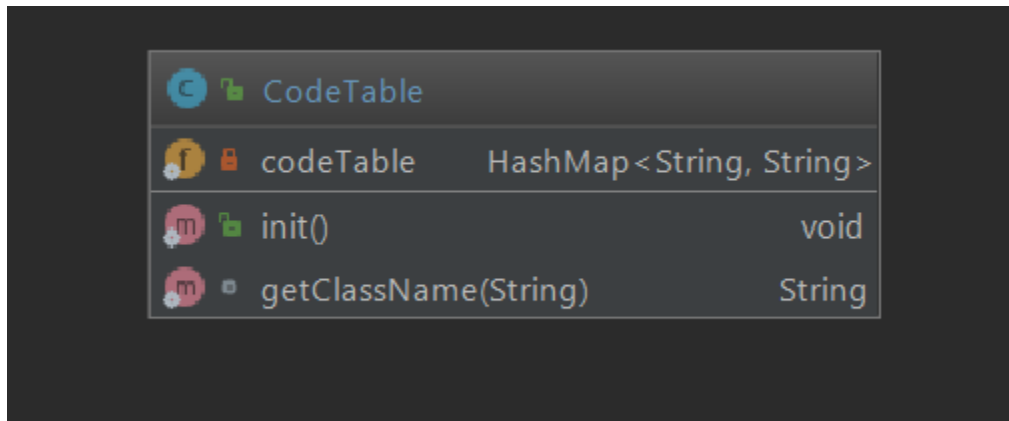 C CodeTable
f codeTable HashMap<String, String>
m init() void
m getClassName(String) String